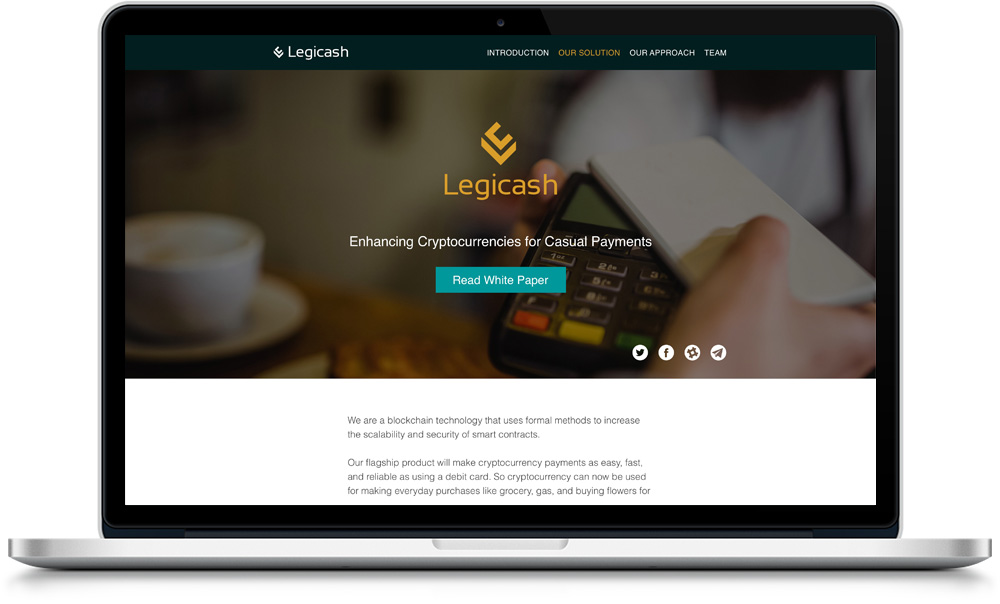 Legicash
INTRODUCTION OUR SOLUTION OUR APPROACH TEAM
Legicash
Enhancing Cryptocurrencies for Casual Payments
Read White Paper
We are a blockchain technology that uses formal methods to increase
the scalability and security of smart contracts.
Our flagship product will make cryptocurrency payments as easy, fast,
and reliable as using a debit card. So cryptocurrency can now be used
for making everyday purchases like grocery, gas, and buying flowers for